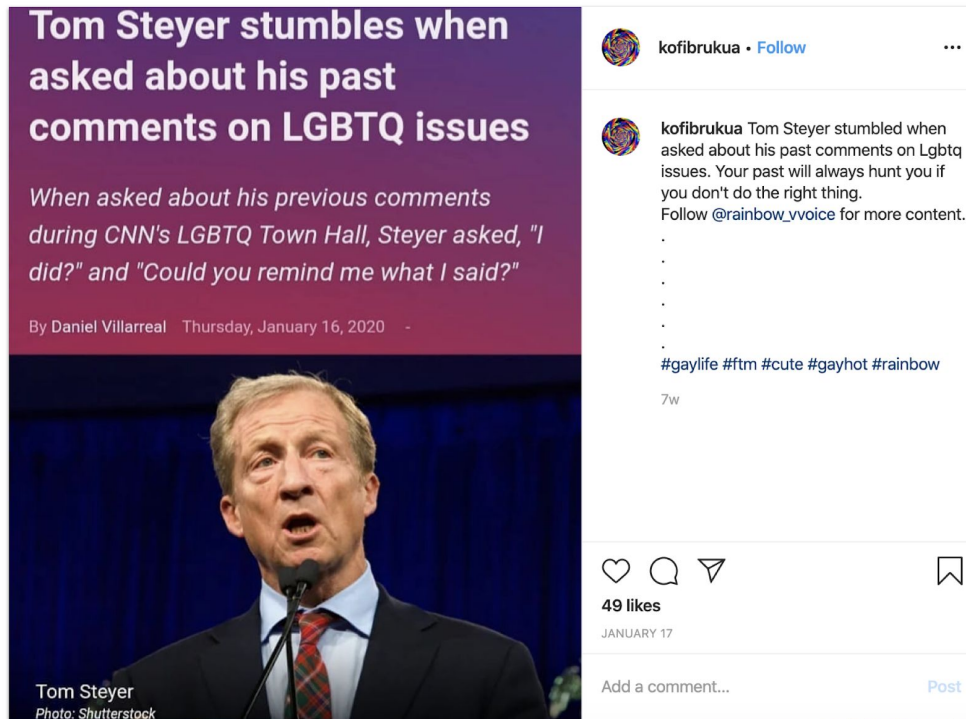 Tom Steyer stumbles when
asked about his past
comments on LGBTQ issues
When asked about his previous comments
during CNN's LGBTQ Town Hall, Steyer asked, "I
did?" and "Could you remind me what I said?"
By Daniel Villarreal Thursday, January 16, 2020 -
Tom Steyer
Photo: Shutterstock
kofibrukua • Follow
kofibrukua Tom Steyer stumbled when
asked about his past comments on Lgbtq
issues. Your past will always hunt you if
you don't do the right thing.
Follow @rainbow_vvoice for more content.
.
.
.
.
.
.
#gaylife #ftm #cute #gayhot #rainbow
7w
49 likes
JANUARY 17
Add a comment... Post